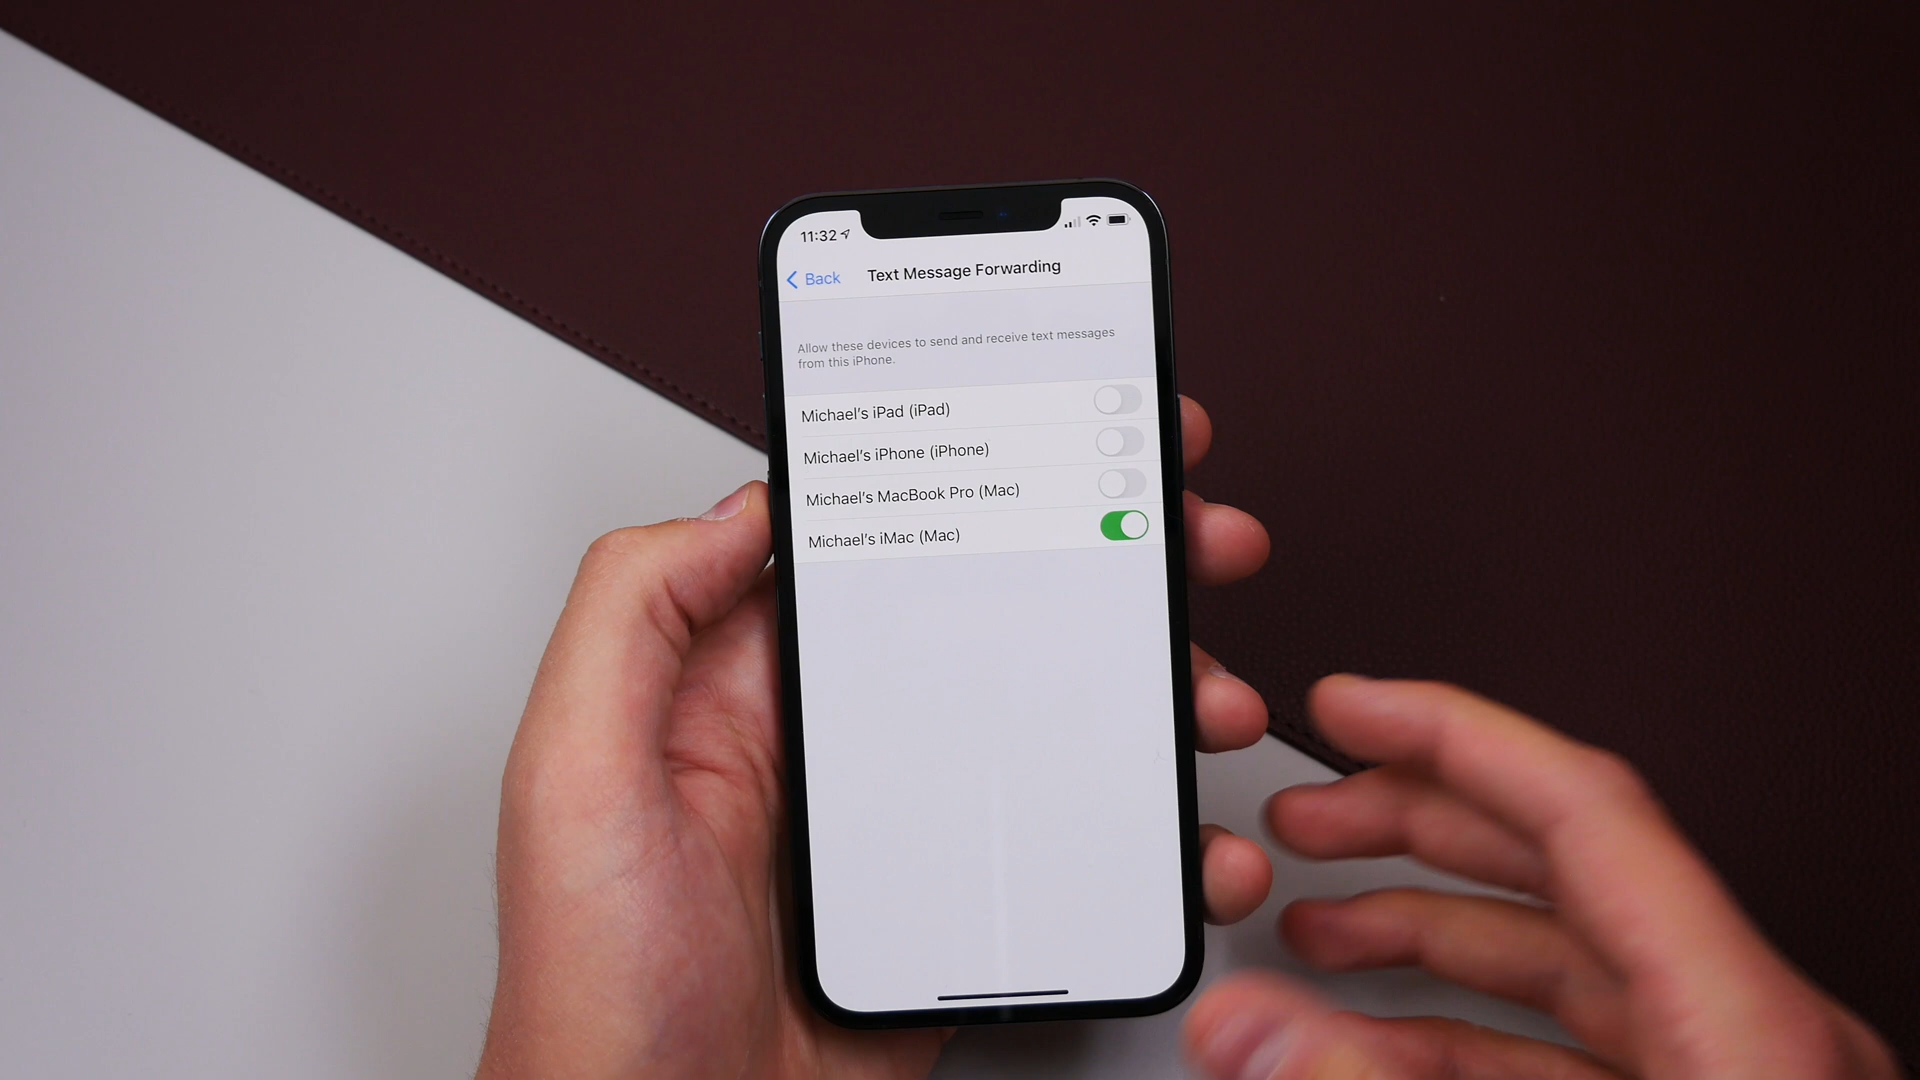 11:32
Back
Text Message Forwarding
Allow these devices to send and receive text messages
from this iPhone.
Michael's iPad (iPad)
Michael's iPhone (iPhone)
Michael's MacBook Pro (Mac)
Michael's iMac (Mac)